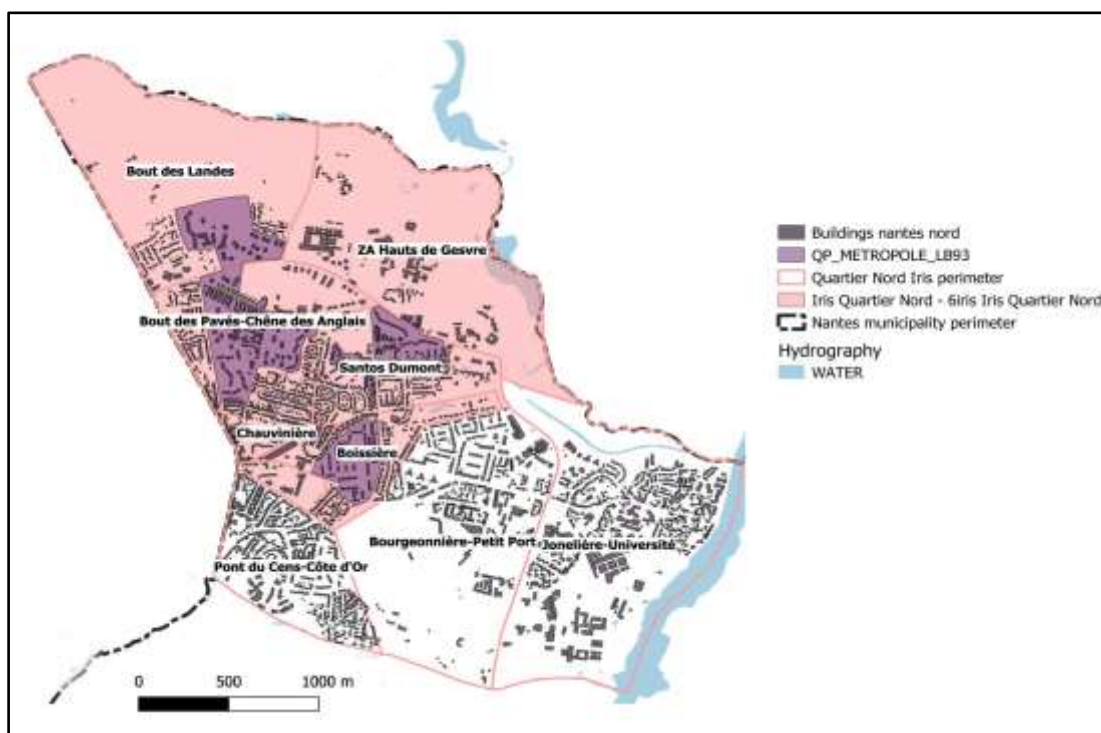 Bout des Landes
ZA Hauts de Gesvre
Bout des Pavés-Chêne des Anglais
Santos Dumont
Chauvinière
Boissière
Bourgeonnière-Petit Port
Jonelière-Université
Pont du Cens-Côte d'Or
0 500 1000 m
Buildings nantes nord
QP_METROPOLE_LB93
Quartier Nord Iris perimeter
Iris Quartier Nord - 6iris Iris Quartier Nord
Nantes municipality perimeter
Hydrography
WATER